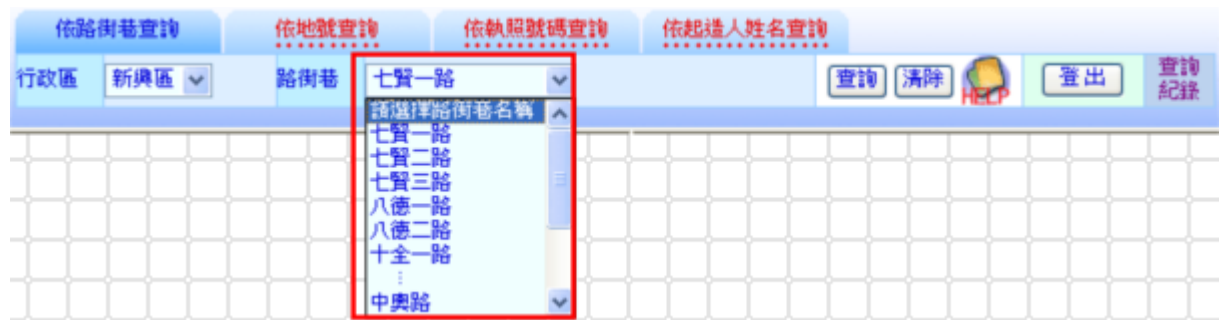 依路街巷查詢 依地號查詢 依執照號碼查詢 依起造人姓名查詢
行政區 新興區 路街巷 七賢一路 查詢 清除 HELP 登出 查詢
紀錄
請選擇路街巷名稱
七賢一路
七賢二路
七賢三路
八德一路
八德二路
十全一路
⋮
中奧路